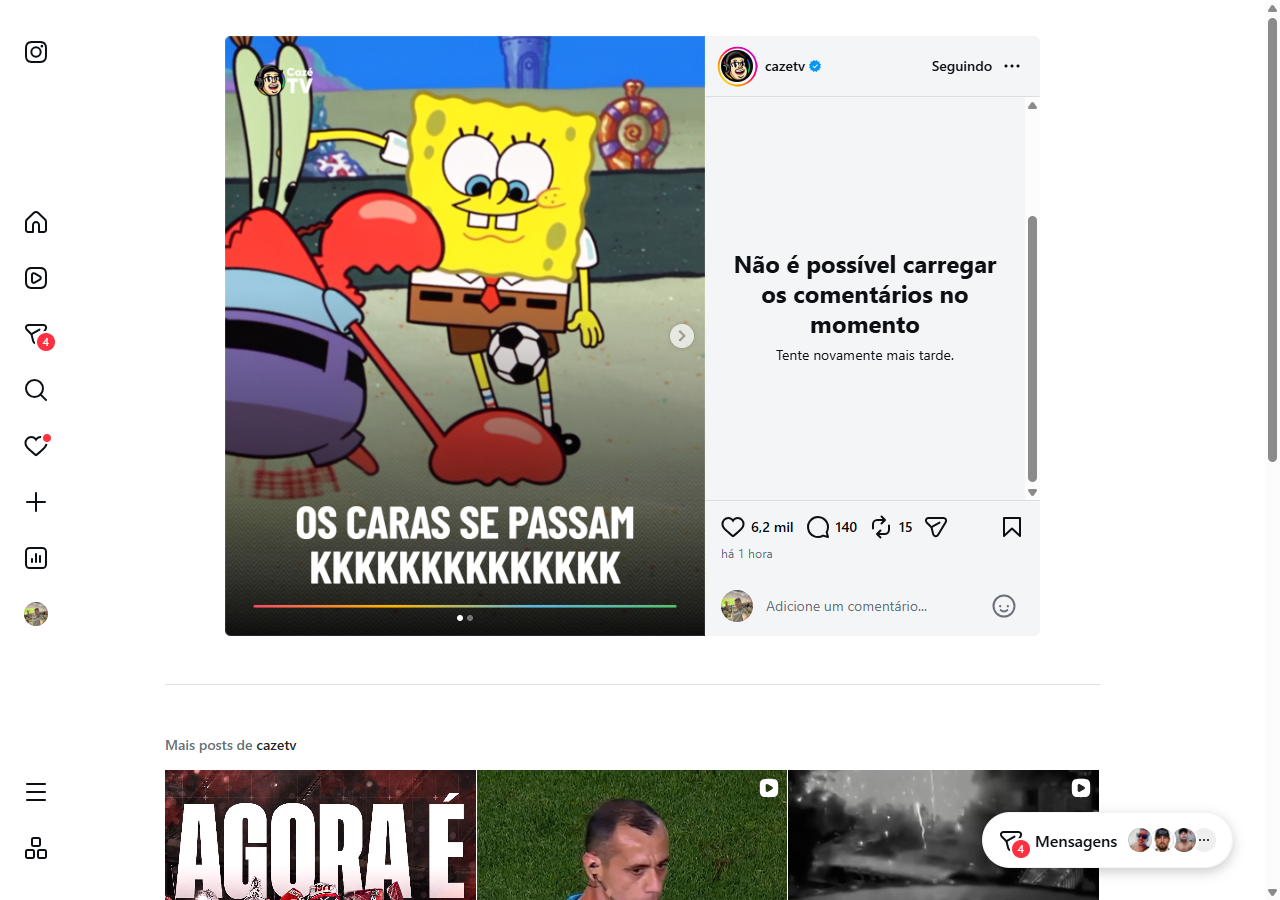 Cazé
TV
OS CARAS SE PASSAM
KKKKKKKKKKKKKK
cazetv
Seguindo
Não é possível carregar
os comentários no
momento
Tente novamente mais tarde.
6,2 mil
140
15
há 1 hora
Adicione um comentário...
4
Mais posts de cazetv
AGORA É
4
Mensagens